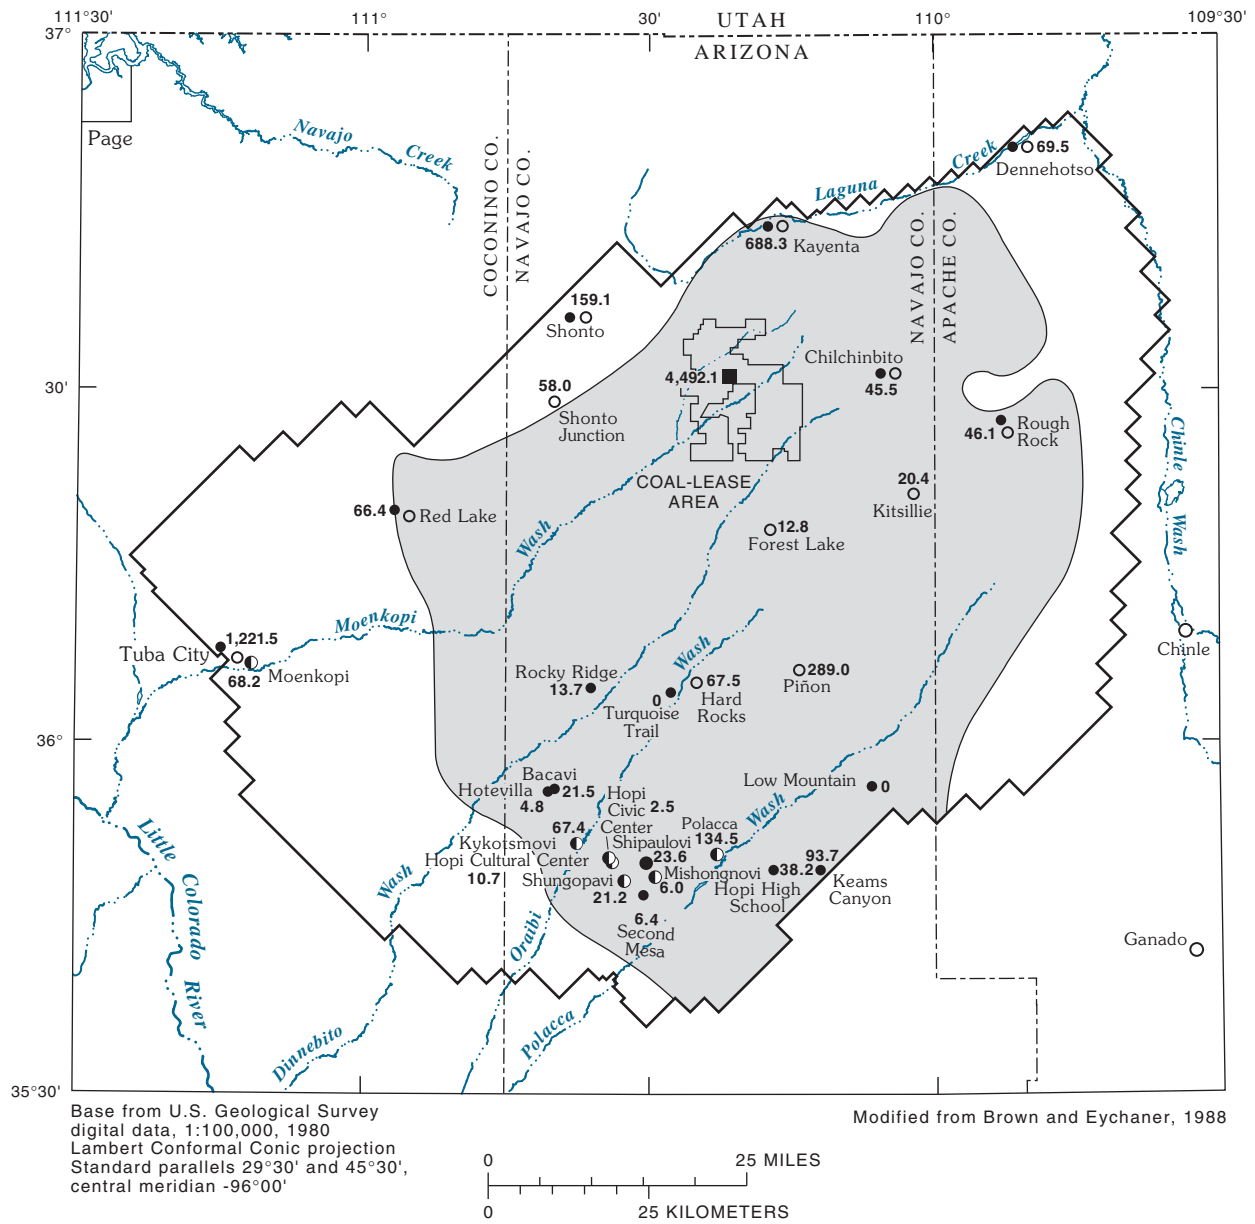 111°30'
111°
30'
110°
109°30'
37°
UTAH
ARIZONA
Page
Navajo
Creek
COCONINO CO.
NAVAJO CO.
Laguna
Creek
69.5
Dennehotso
688.3
Kayenta
NAVAJO CO.
APACHE CO.
159.1
Shonto
4,492.1
Chilchinbito
45.5
30'
58.0
Shonto
Junction
46.1
Rough
Rock
Chinle
Wash
COAL-LEASE
AREA
20.4
Kitsillie
66.4
Red Lake
12.8
Forest Lake
Wash
Moenkopi
1,221.5
Tuba City
68.2
Moenkopi
Chinle
Rocky Ridge
13.7
Wash
67.5
Hard
Rocks
0
Turquoise
Trail
289.0
Piñon
36°
Bacavi
Hotevilla
21.5
4.8
Low Mountain
0
Hopi
Civic
Center
2.5
Wash
Polacca
134.5
67.4
Kykotsmovi
Shipaulovi
23.6
Hopi Cultural Center
10.7
Shungopavi
21.2
Mishongnovi
6.0
Hopi High
School
38.2
93.7
Keams
Canyon
6.4
Second
Mesa
Little
Colorado
River
Wash
Oraibi
Dinnebito
Polacca
Ganado
35°30'
Base from U.S. Geological Survey
digital data, 1:100,000, 1980
Lambert Conformal Conic projection
Standard parallels 29°30' and 45°30',
central meridian -96°00'
Modified from Brown and Eychaner, 1988
0
25 MILES
0
25 KILOMETERS